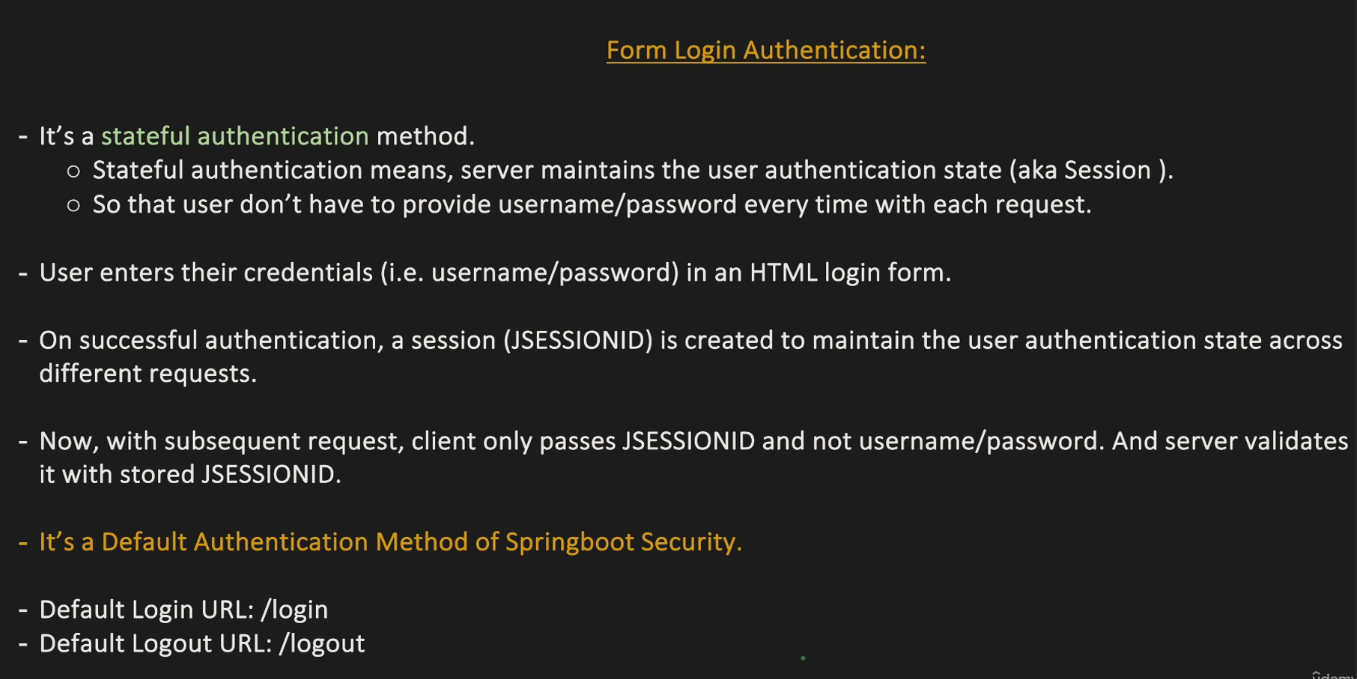 Form Login Authentication:
- It's a stateful authentication method.
○ Stateful authentication means, server maintains the user authentication state (aka Session ).
○ So that user don't have to provide username/password every time with each request.
- User enters their credentials (i.e. username/password) in an HTML login form.
- On successful authentication, a session (JSESSIONID) is created to maintain the user authentication state across
different requests.
- Now, with subsequent request, client only passes JSESSIONID and not username/password. And server validates
it with stored JSESSIONID.
- It's a Default Authentication Method of Springboot Security.
- Default Login URL: /login
- Default Logout URL: /logout